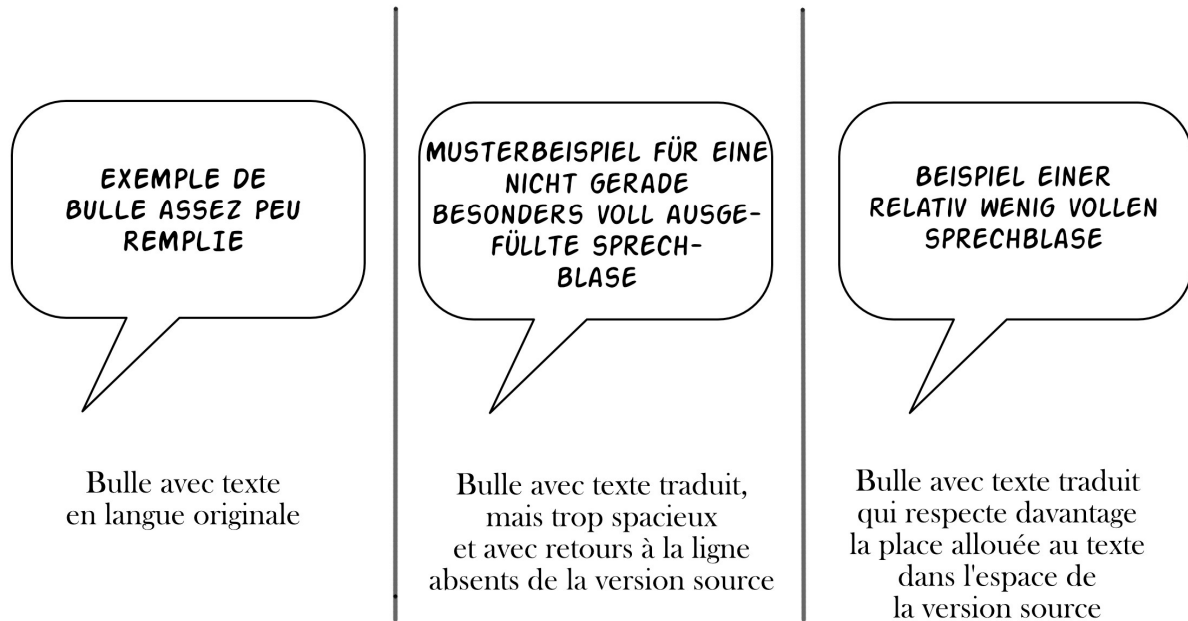 EXEMPLE DE
BULLE ASSEZ PEU
REMPLIE
Bulle avec texte
en langue originale
MUSTERBEISPIEL FÜR EINE
NICHT GERADE
BESONDERS VOLL AUSGE-
FÜLLTE SPRECH-
BLASE
Bulle avec texte traduit,
mais trop spacieux
et avec retours à la ligne
absents de la version source
BEISPIEL EINER
RELATIV WENIG VOLLEN
SPRECHBLASE
Bulle avec texte traduit
qui respecte davantage
la place allouée au texte
dans l'espace de
la version source